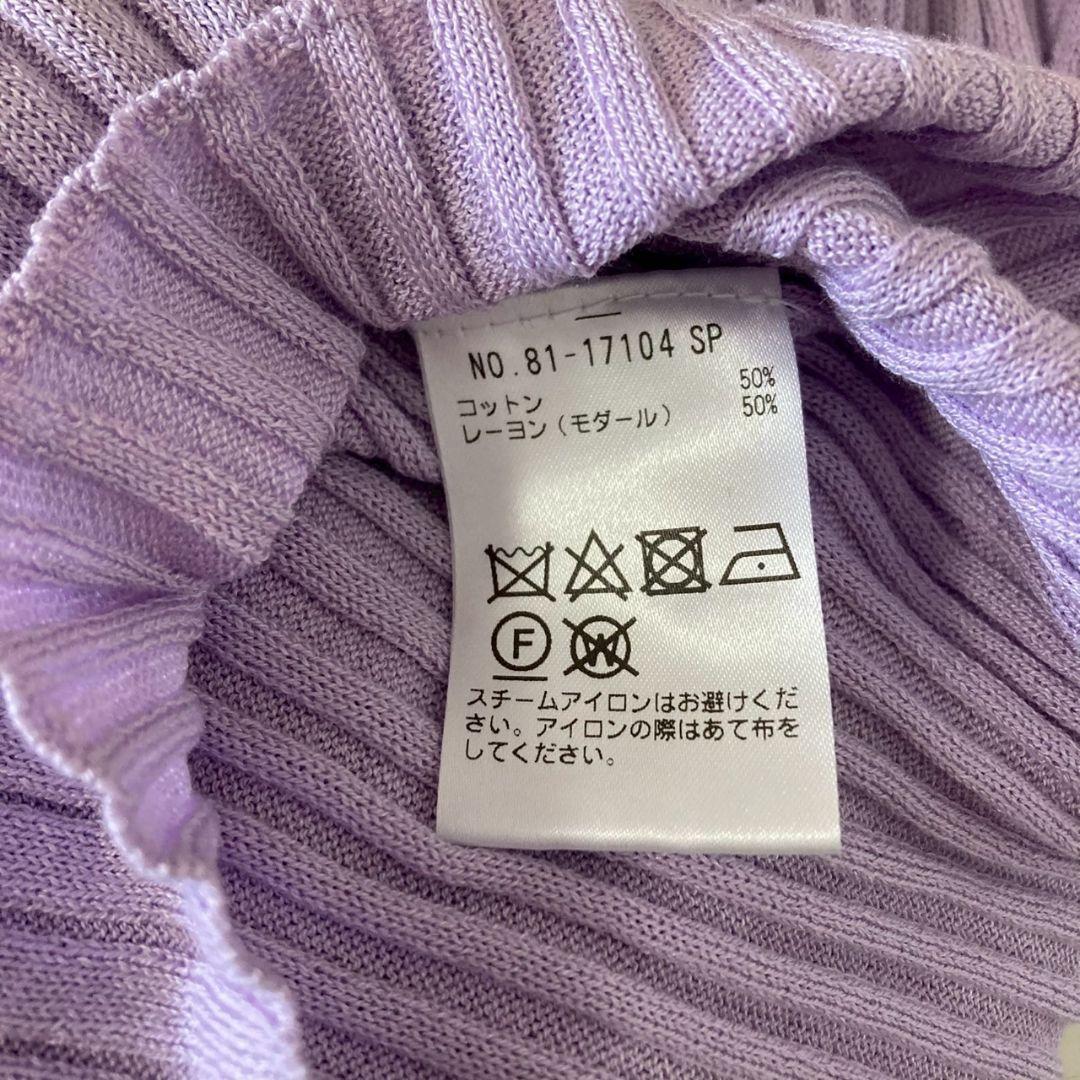 NO.81-17104 SP
コットン 50%
レーヨン(モダール) 50%
F W
スチームアイロンはお避けくだ
さい。アイロンの際はあて布を
してください。